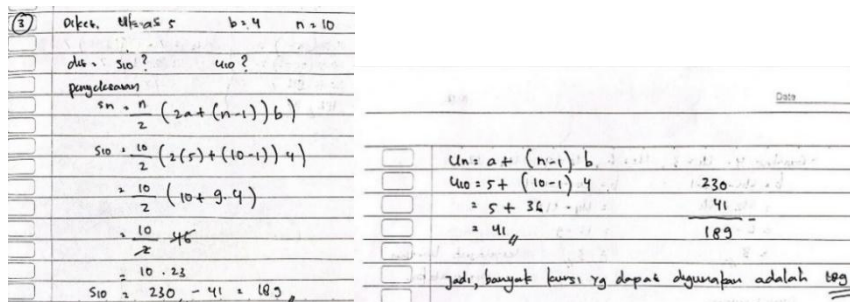 ③ Diket. U1 = a = 5 b = 4 n = 10
dit. S10 ? U10 ?
penyelesaian
Sn = n/2 (2a + (n-1)) b)
S10 = 10/2 (2(5) + (10-1)) 4)
= 10/2 (10 + 9.4)
= 10/2 46
= 10 . 23
S10 = 230 - 41 = 189
Date
Un = a + (n-1) b
U10 = 5 + (10-1) 4 230
= 5 + 36 41
= 41 189
Jadi, banyak kursi yg dapat digunakan adalah 189